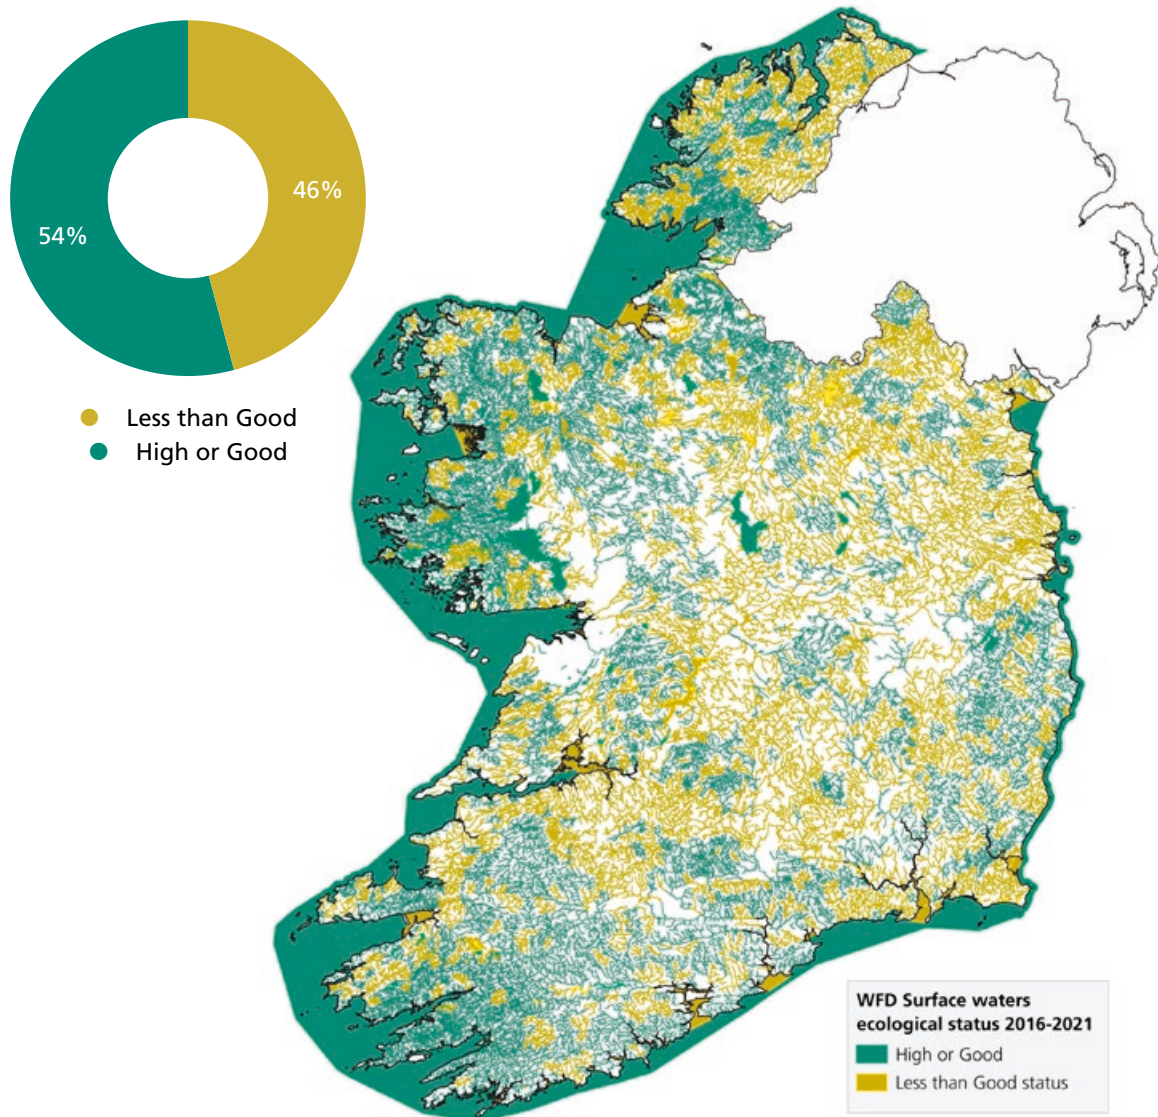 46%
54%
Less than Good
High or Good
WFD Surface waters
ecological status 2016-2021
High or Good
Less than Good status